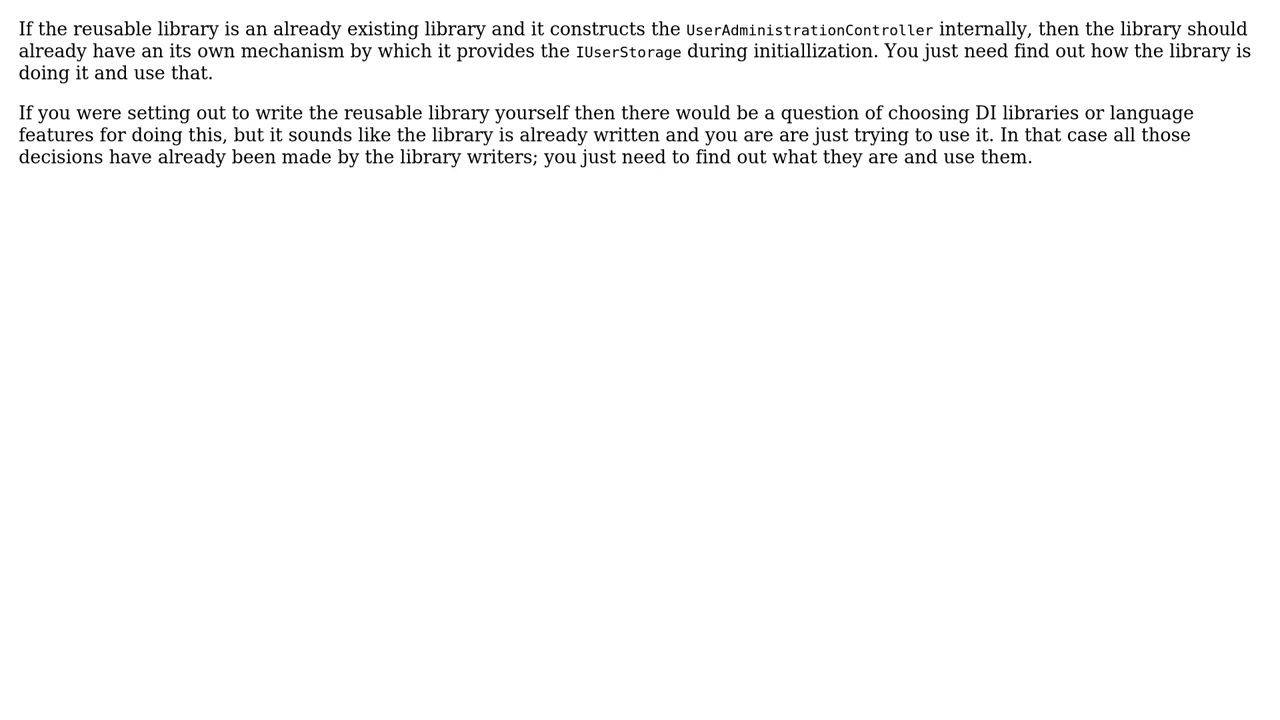 If the reusable library is an already existing library and it constructs the UserAdministrationController internally, then the library should
already have an its own mechanism by which it provides the IUserStorage during initiallization. You just need find out how the library is
doing it and use that.
If you were setting out to write the reusable library yourself then there would be a question of choosing DI libraries or language
features for doing this, but it sounds like the library is already written and you are are just trying to use it. In that case all those
decisions have already been made by the library writers; you just need to find out what they are and use them.